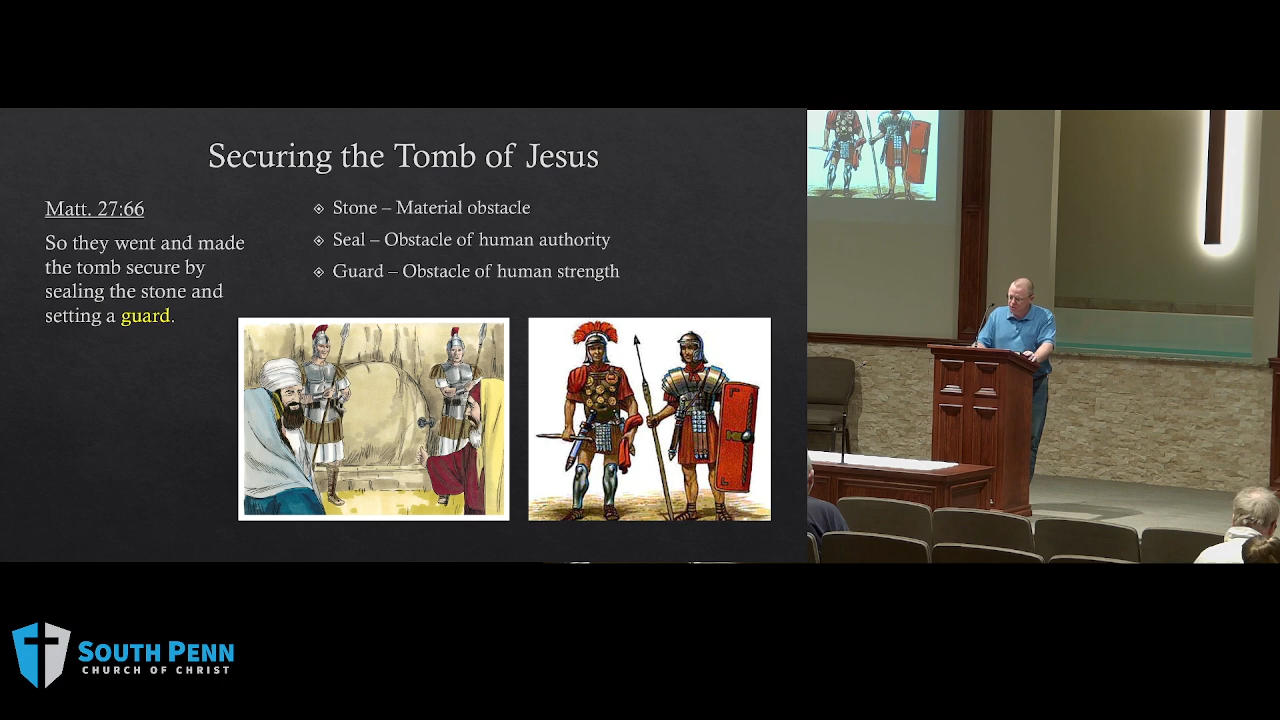 Securing the Tomb of Jesus
Matt. 27:66
So they went and made
the tomb secure by
sealing the stone and
setting a guard.
Stone – Material obstacle
Seal – Obstacle of human authority
Guard – Obstacle of human strength
SOUTH PENN
CHURCH OF CHRIST